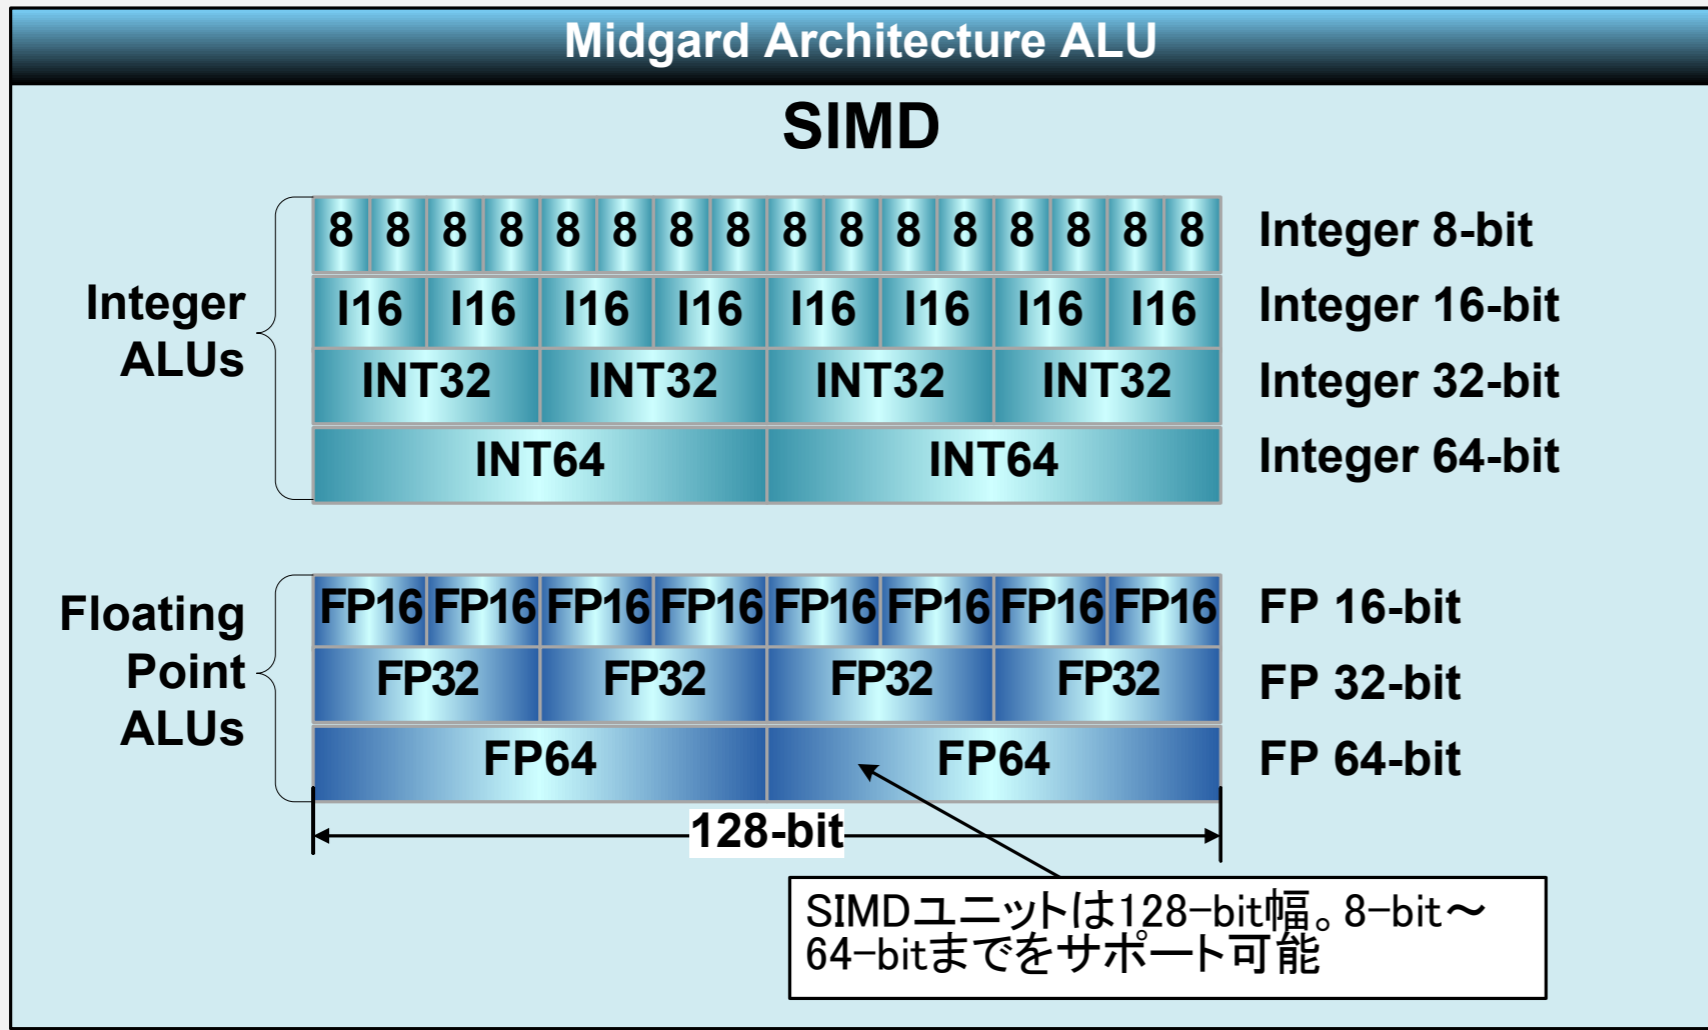 Midgard Architecture ALU
SIMD
Integer
ALUs
8 8 8 8 8 8 8 8 8 8 8 8 8 8 8 8 Integer 8-bit
I16 I16 I16 I16 I16 I16 I16 I16 Integer 16-bit
INT32 INT32 INT32 INT32 Integer 32-bit
INT64 INT64 Integer 64-bit
Floating
Point
ALUs
FP16 FP16 FP16 FP16 FP16 FP16 FP16 FP16 FP 16-bit
FP32 FP32 FP32 FP32 FP 32-bit
FP64 FP64 FP 64-bit
128-bit
SIMDユニットは128-bit幅。8-bit～
64-bitまでをサポート可能